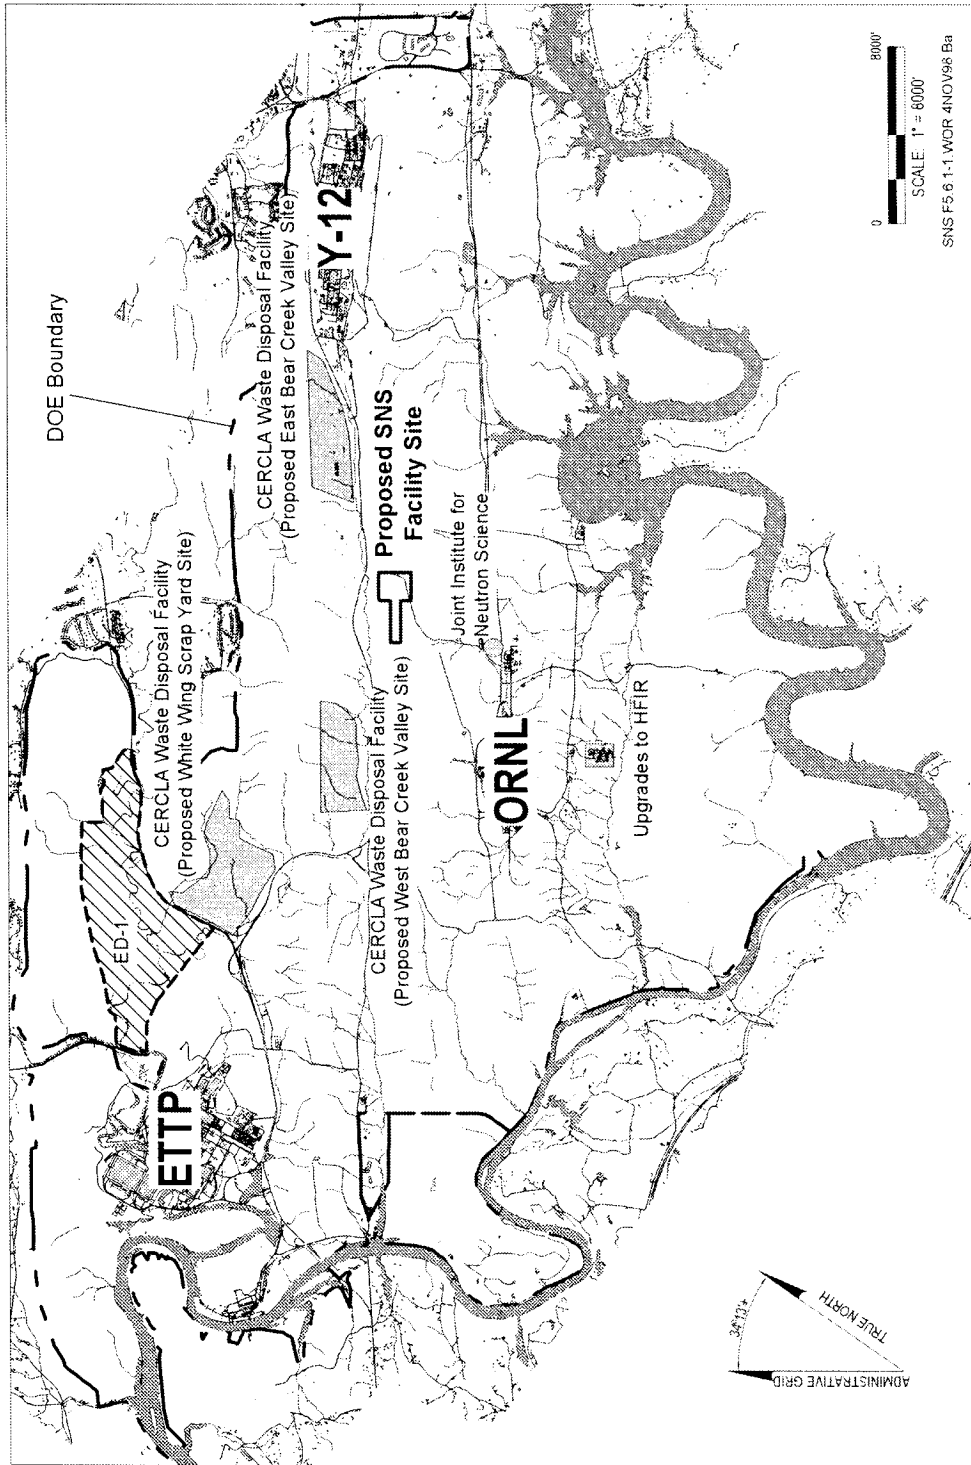 DOE Boundary
CERCLA Waste Disposal Facility
(Proposed White Wing Scrap Yard Site)
CERCLA Waste Disposal Facility
(Proposed East Bear Creek Valley Site)
ED-1
ETTP
Y-12
Proposed SNS
Facility Site
CERCLA Waste Disposal Facility
(Proposed West Bear Creek Valley Site)
Joint Institute for
Neutron Science
ORNL
Upgrades to HFIR
ADMINISTRATIVE GRID
34°13'±
TRUE NORTH
0
8000'
SCALE: 1" = 8000'
SNS F5.6.1-1.WOR 4NOV98 Ba